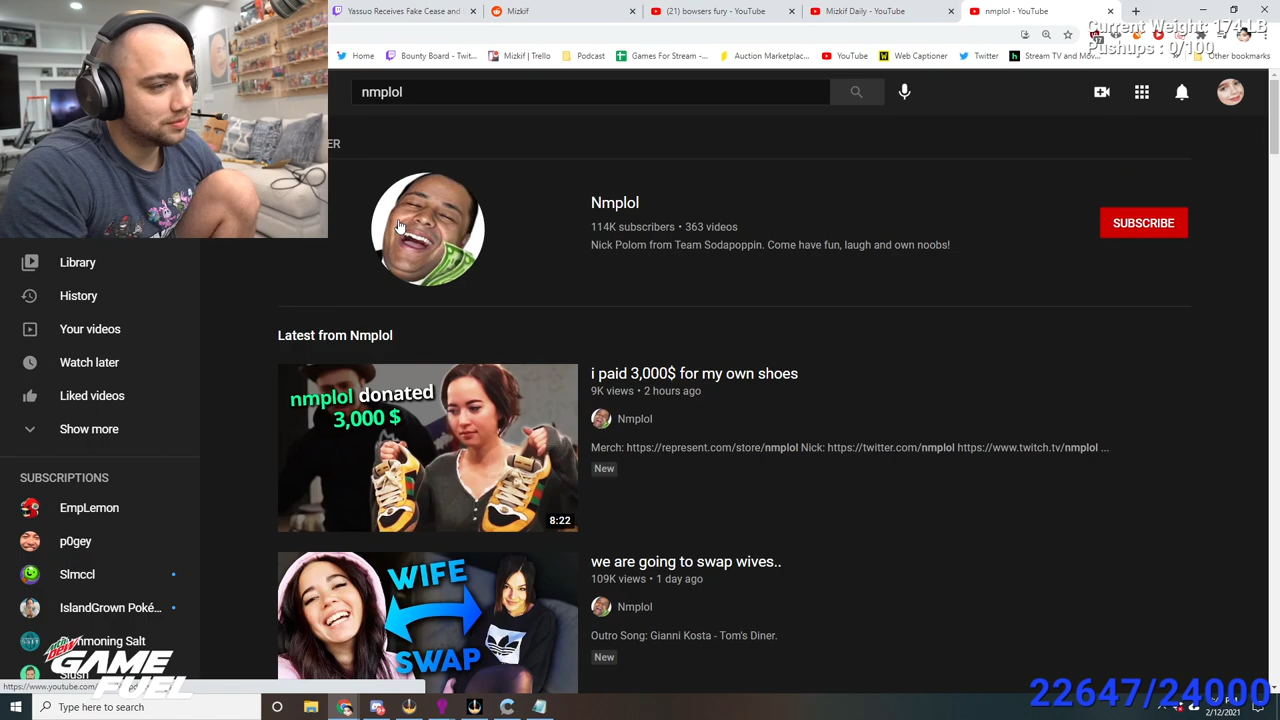 Yassuo Receives Fake Cease and
Mizkif
(21) bowsers fury - YouTube
Mizkif Daily - YouTube
nmplol - YouTube
Current Weight: 174 LB
Pushups : 0/100
Home
Bounty Board - Twit...
Mizkif | Twitch
Podcast
Games For Stream -...
Auction Marketplac...
YouTube
Web Captioner
Twitter
Stream TV and Mov...
Other bookmarks
nmplol
ER
Nmplol
114K subscribers • 363 videos
Nick Polom from Team Sodapoppin. Come have fun, laugh and own noobs!
SUBSCRIBE
Library
History
Your videos
Watch later
Liked videos
Show more
SUBSCRIPTIONS
EmpLemon
p0gey
Slmccl
IslandGrown Poké...
mmoning Salt
Latest from Nmplol
nmplol donated
3,000 $
8:22
i paid 3,000$ for my own shoes
9K views • 2 hours ago
Nmplol
Merch: https://represent.com/store/nmplol Nick: https://twitter.com/nmplol https://www.twitch.tv/nmplol ...
New
WIFE
SWAP
we are going to swap wives..
109K views • 1 day ago
Nmplol
Outro Song: Gianni Kosta - Tom's Diner.
New
GAME
FUEL
22647/24000
Type here to search
2/12/2021